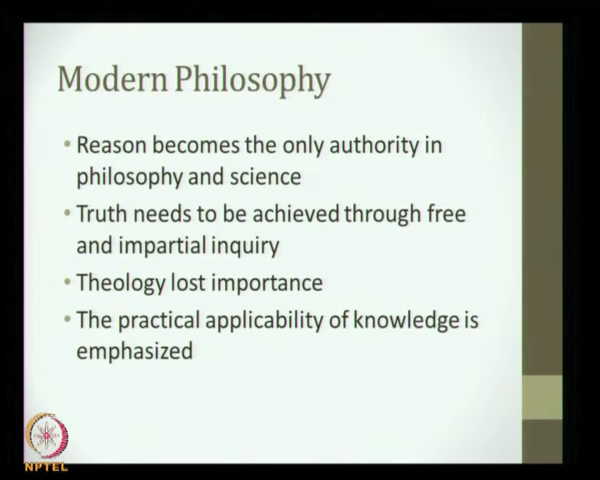 Modern Philosophy
• Reason becomes the only authority in
philosophy and science
• Truth needs to be achieved through free
and impartial inquiry
• Theology lost importance
• The practical applicability of knowledge is
emphasized
NPTEL